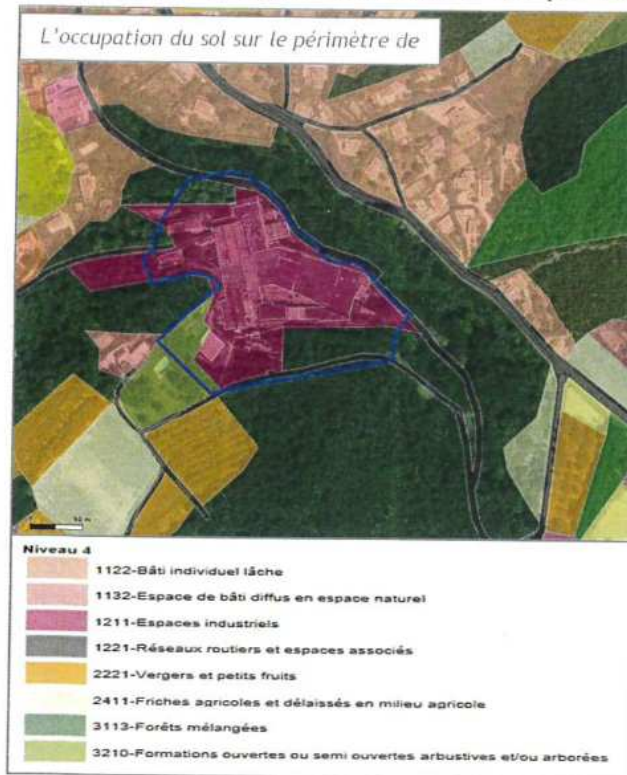 L'occupation du sol sur le périmètre de
Niveau 4
1122-Bâti individuel lâche
1132-Espace de bâti diffus en espace naturel
1211-Espaces industriels
1221-Réseaux routiers et espaces associés
2221-Vergers et petits fruits
2411-Friches agricoles et délaissés en milieu agricole
3113-Forêts mélangées
3210-Formations ouvertes ou semi ouvertes arbustives et/ou arborées